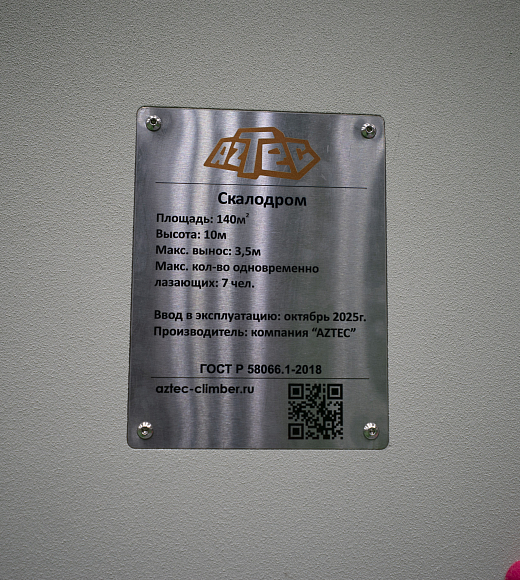 AZTEC
Скалодром
Площадь: 140м²
Высота: 10м
Макс. вынос: 3,5м
Макс. кол-во одновременно
лазающих: 7 чел.
Ввод в эксплуатацию: октябрь 2025г.
Производитель: компания “AZTEC”
ГОСТ Р 58066.1-2018
aztec-climber.ru